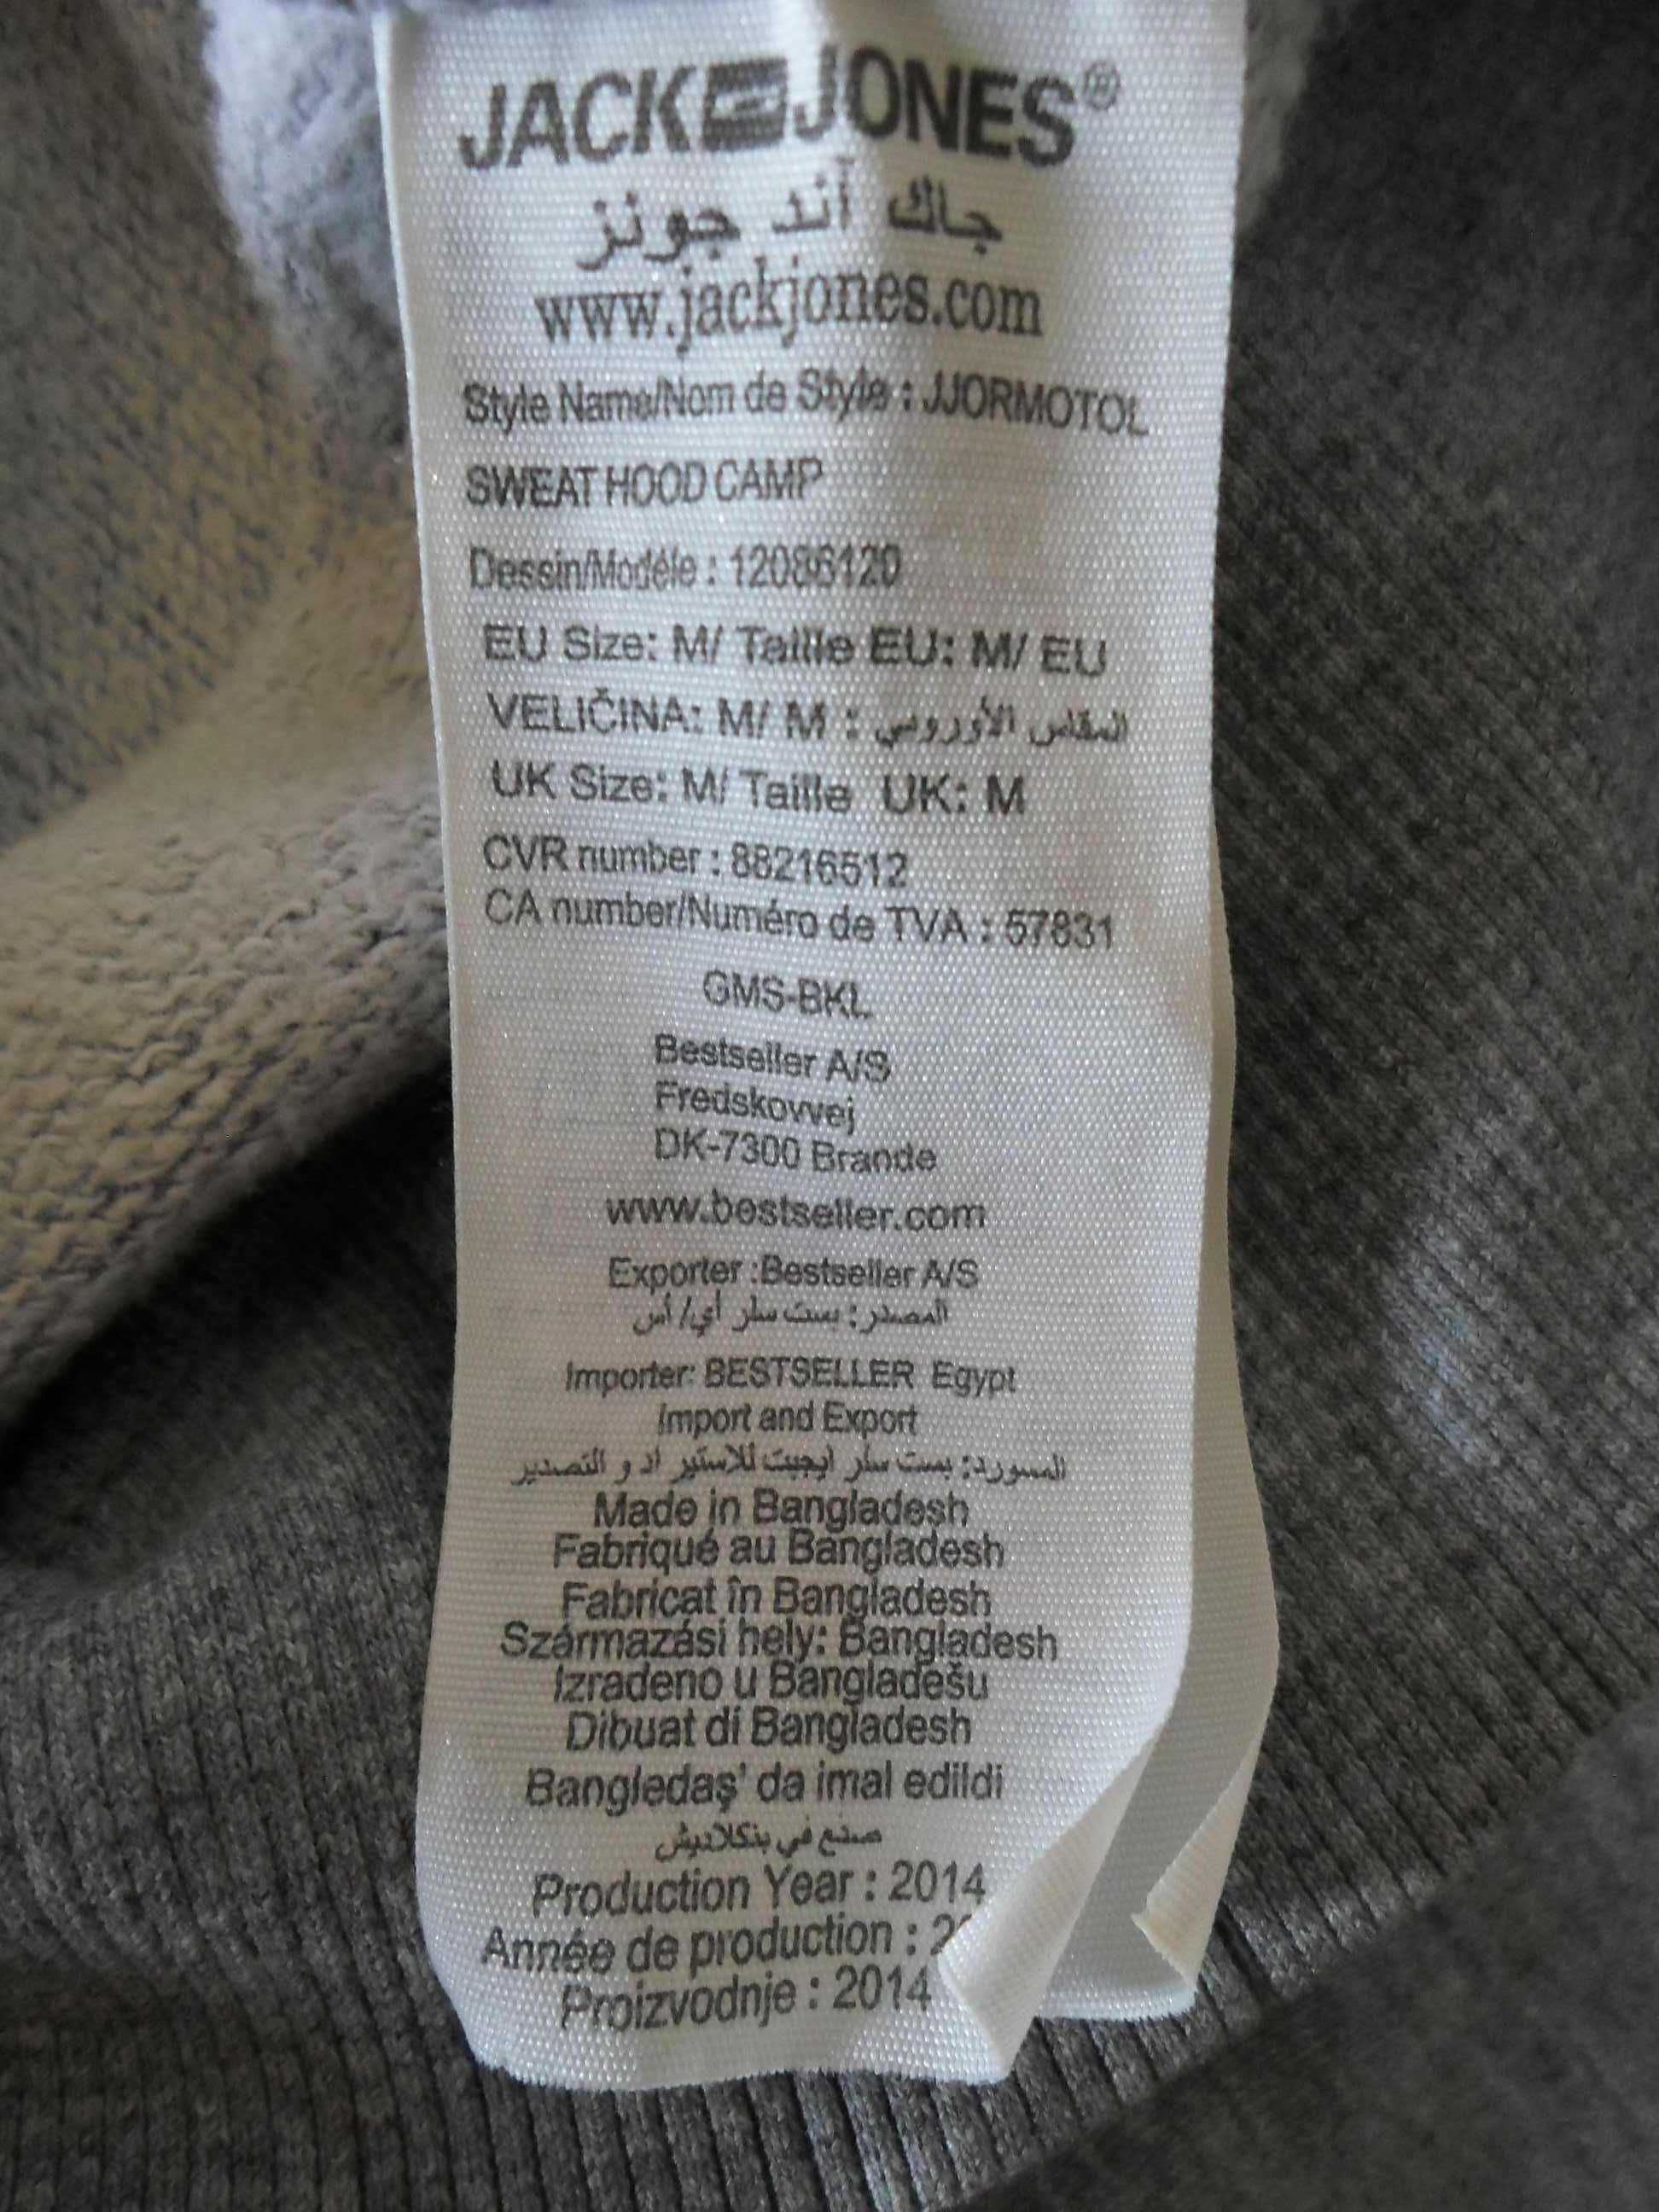 JACK JONES®
جاك آند جونز
www.jackjones.com
Style Name/Nom de Style : JJORMOTOL
SWEAT HOOD CAMP
Dessin/Modéle : 12086120
EU Size: M/ Taille EU: M/ EU
VELIČINA: M/ M : المقاس الأوروبي
UK Size: M/ Taille UK: M
CVR number : 88216512
CA number/Numéro de TVA : 57831
GMS-BKL
Bestseller A/S
Fredskovvej
DK-7300 Brande
www.bestseller.com
Exporter :Bestseller A/S
المصدر: بست سلر أي/ أس
Importer: BESTSELLER Egypt
Import and Export
المسورد: بست سلر ايجبت للاستير اد و التصدير
Made in Bangladesh
Fabriqué au Bangladesh
Fabricat în Bangladesh
Származási hely: Bangladesh
Izradeno u Bangladešu
Dibuat di Bangladesh
Bangledaş' da imal edildi
صنع في بنكلاديش
Production Year : 2014
Année de production :
Proizvodnje : 2014